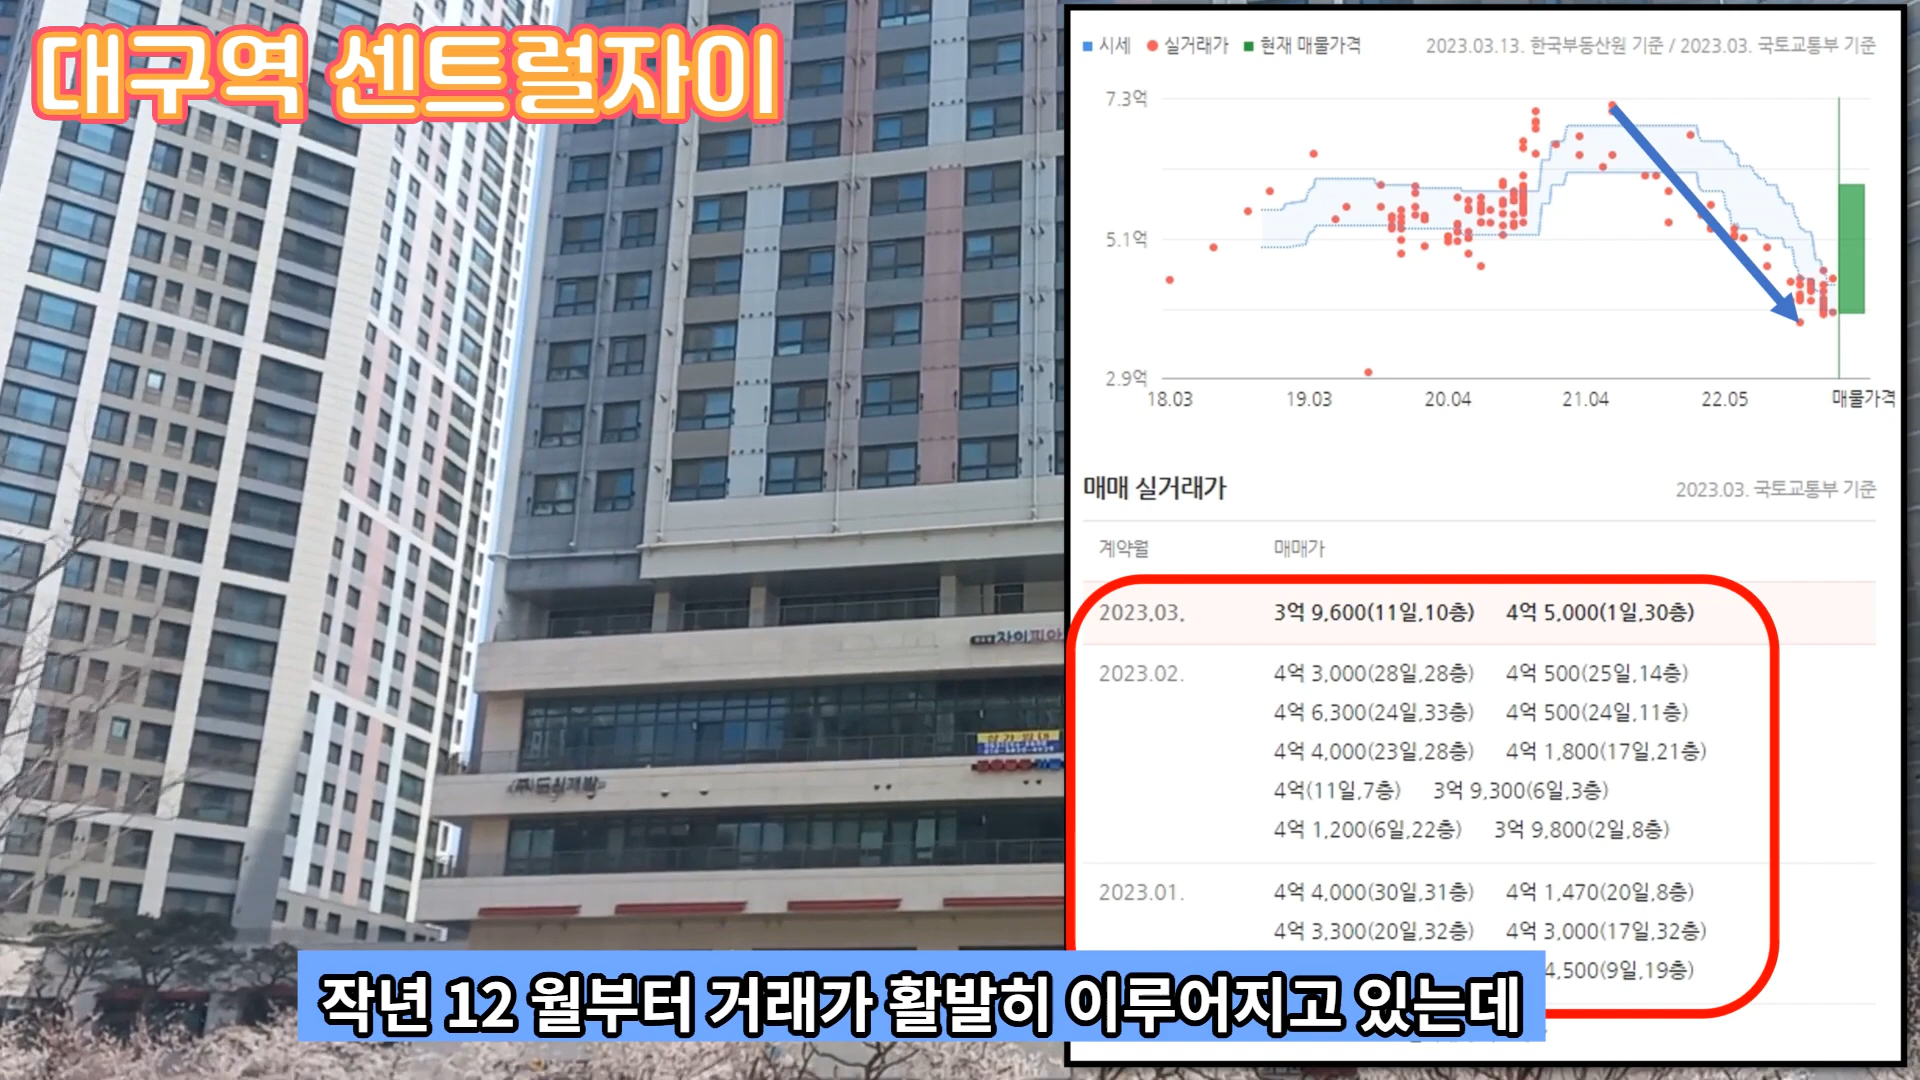 대구역 센트럴자이
시세 실거래가 현재 매물가격 2023.03.13. 한국부동산원 기준 / 2023.03. 국토교통부 기준
7.3억
5.1억
2.9억
18.03 19.03 20.04 21.04 22.05 매물가격
매매 실거래가 2023.03. 국토교통부 기준
계약월 매매가
2023.03. 3억 9,600(11일,10층) 4억 5,000(1일,30층)
2023.02. 4억 3,000(28일,28층) 4억 500(25일,14층)
4억 6,300(24일,33층) 4억 500(24일,11층)
4억 4,000(23일,28층) 4억 1,800(17일,21층)
4억(11일,7층) 3억 9,300(6일,3층)
4억 1,200(6일,22층) 3억 9,800(2일,8층)
2023.01. 4억 4,000(30일,31층) 4억 1,470(20일,8층)
4억 3,300(20일,32층) 4억 3,000(17일,32층)
4,500(9일,19층)
작년 12 월부터 거래가 활발히 이루어지고 있는데